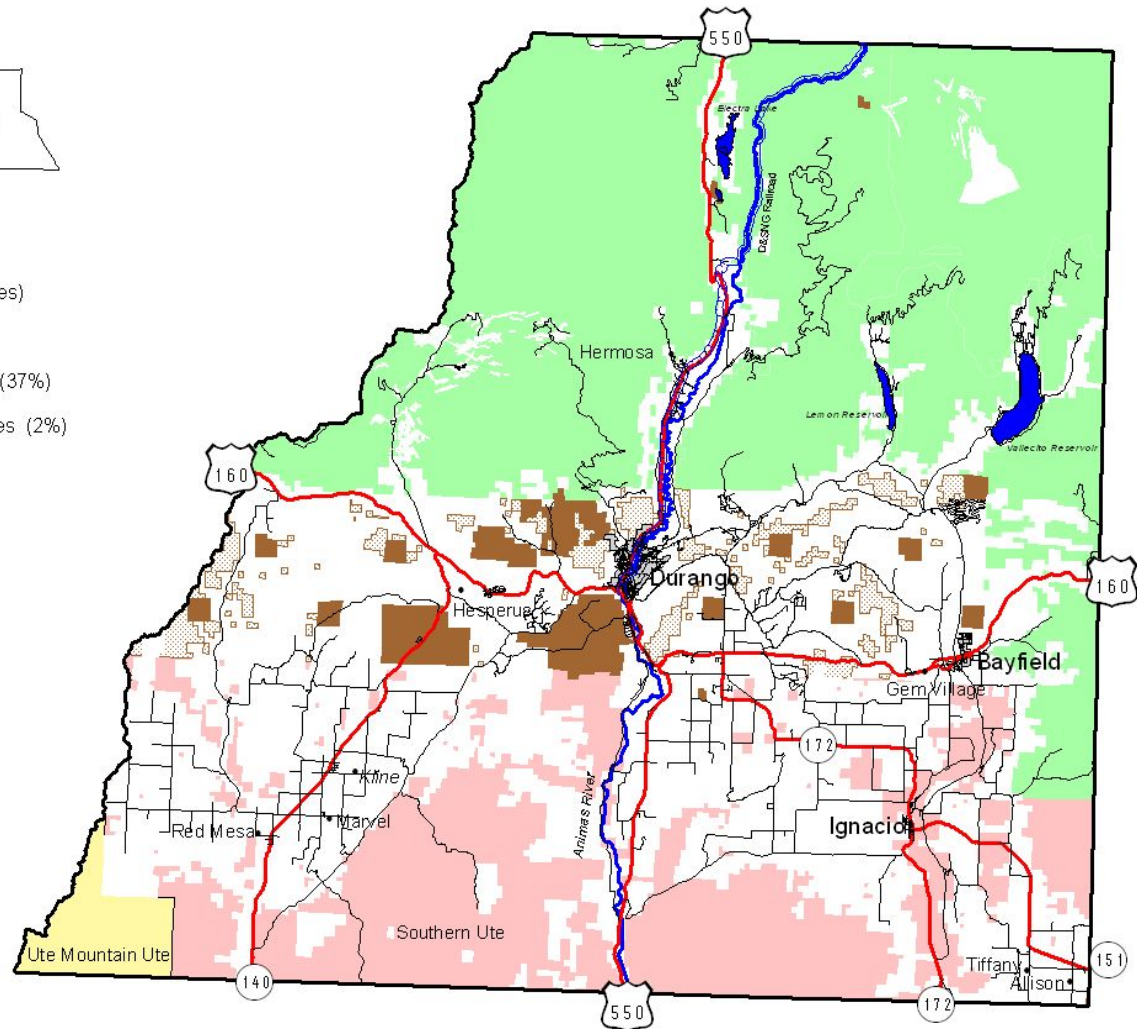 550
Electra Lake
D&SNG Railroad
es)
Hermosa
(37%)
Lemon Reservoir
es (2%)
Vallecito Reservoir
160
Durango
160
Hesperus
Bayfield
Gem Village
172
Kline
Animas River
Marvel
Ignacio
Red Mesa
Southern Ute
Ute Mountain Ute
151
Tiffany
Allison
140
172
550